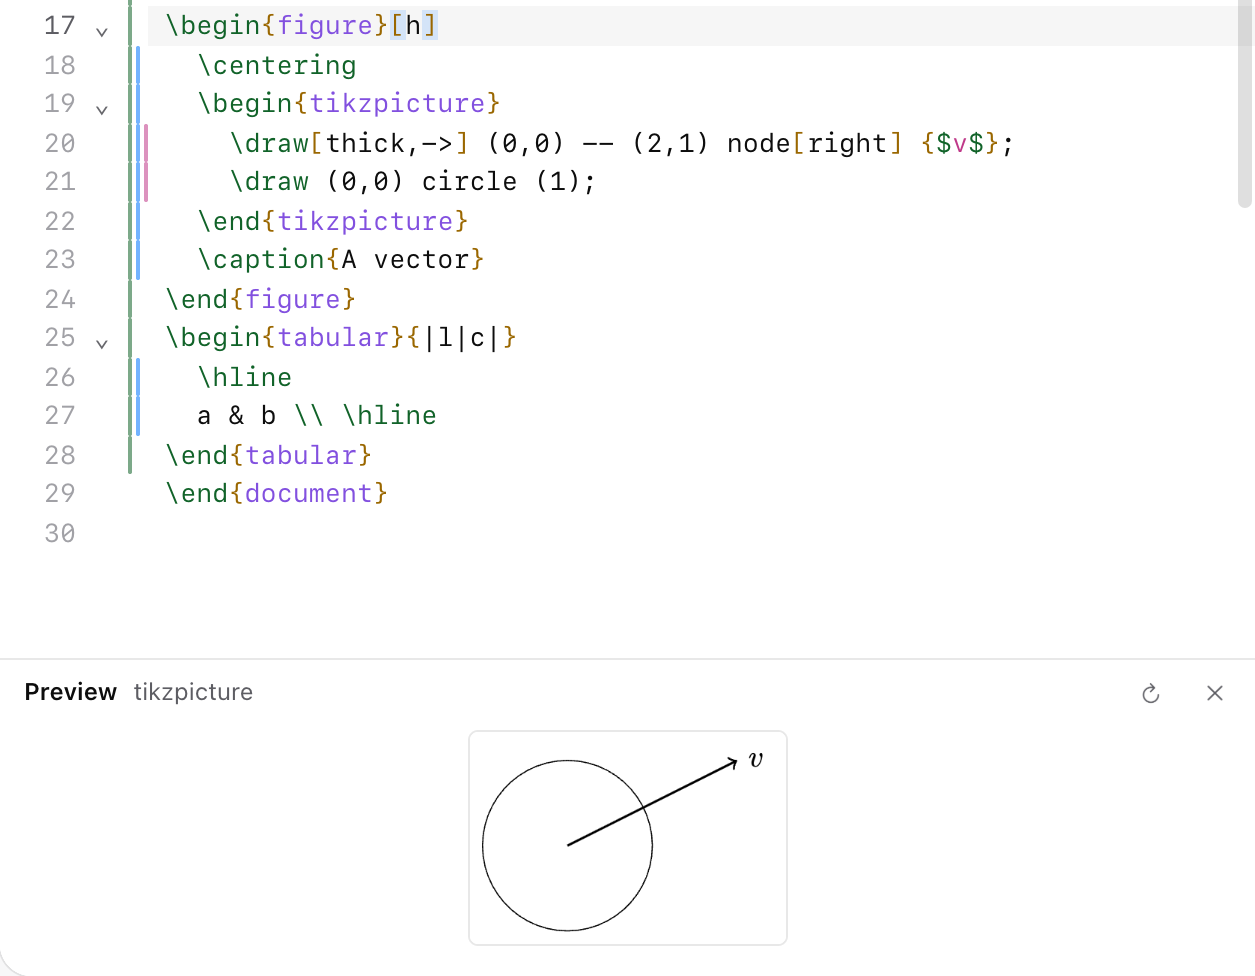 17 \begin{figure}[h]
18   \centering
19   \begin{tikzpicture}
20     \draw[thick,->] (0,0) -- (2,1) node[right] {$v$};
21     \draw (0,0) circle (1);
22   \end{tikzpicture}
23   \caption{A vector}
24 \end{figure}
25 \begin{tabular}{|l|c|}
26   \hline
27   a & b \\ \hline
28 \end{tabular}
29 \end{document}
30
Preview tikzpicture
v